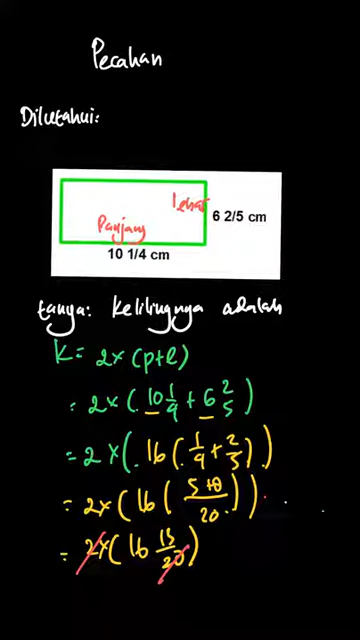 Pecahan
Diketahui:
lebar
6 2/5 cm
Panjang
10 1/4 cm
tanya: Kelilingnya adalah
K = 2 × (p+l)
= 2 × (10 1/4 + 6 2/5)
= 2 × (16 (1/4 + 2/5))
= 2 × (16 (5+8/20))
= 2 × (16 13/20)